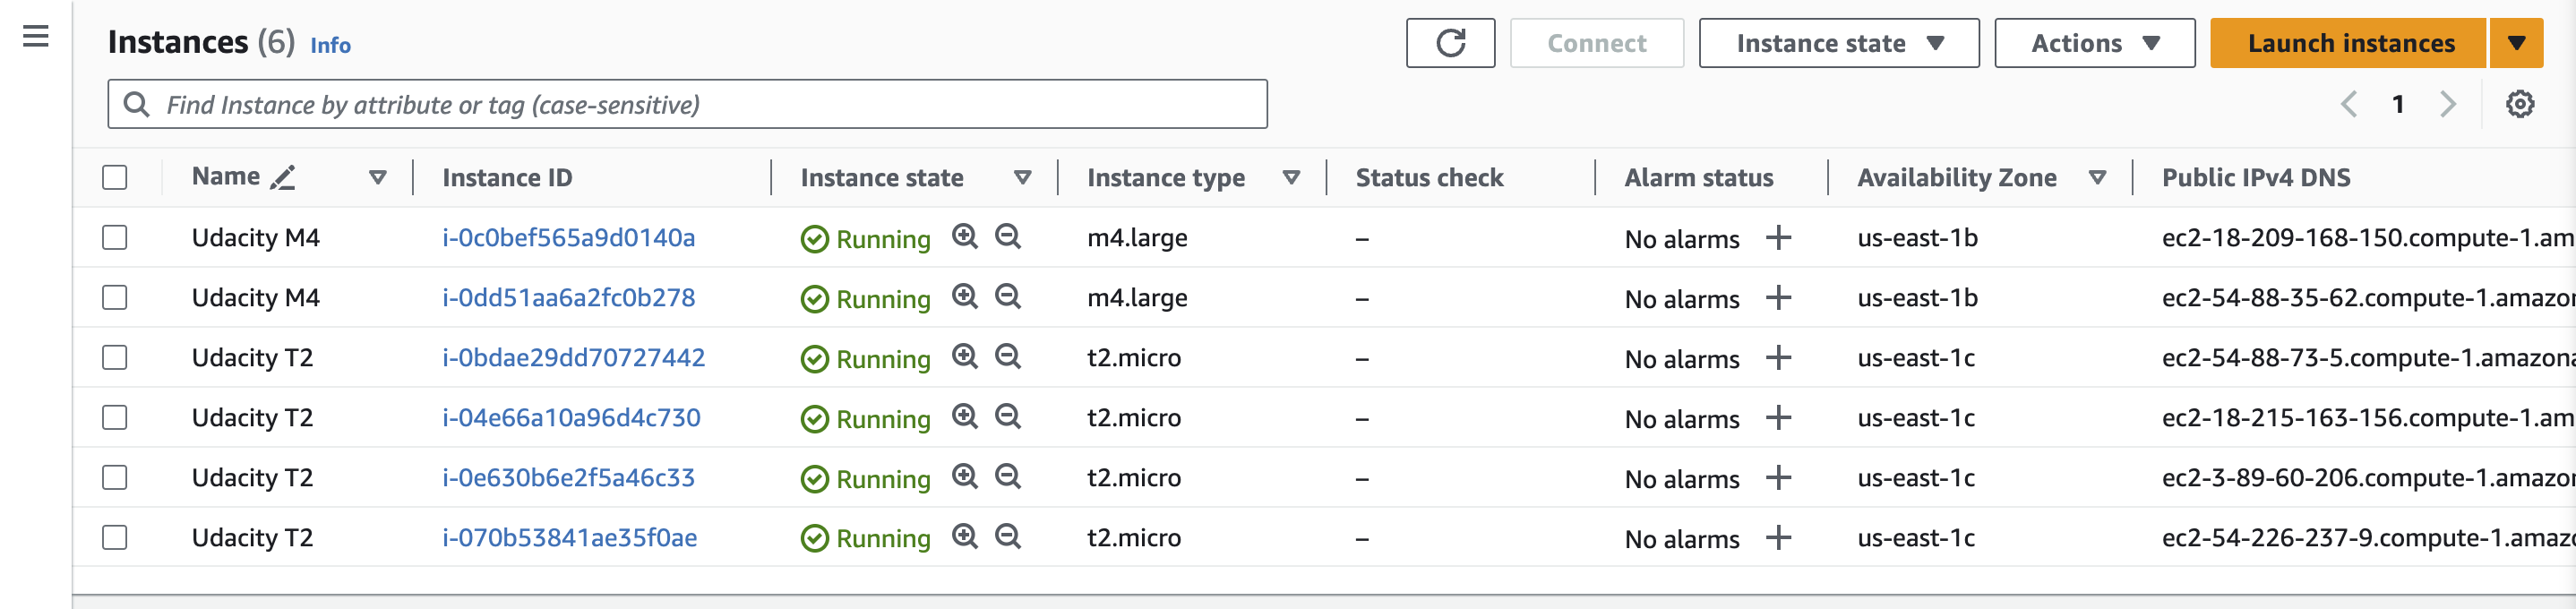 Instances (6) Info Connect Instance state Actions Launch instances
Find Instance by attribute or tag (case-sensitive) 1
Name Instance ID Instance state Instance type Status check Alarm status Availability Zone Public IPv4 DNS
Udacity M4 i-0c0bef565a9d0140a Running m4.large – No alarms us-east-1b ec2-18-209-168-150.compute-1.am
Udacity M4 i-0dd51aa6a2fc0b278 Running m4.large – No alarms us-east-1b ec2-54-88-35-62.compute-1.amazon
Udacity T2 i-0bdae29dd70727442 Running t2.micro – No alarms us-east-1c ec2-54-88-73-5.compute-1.amazona
Udacity T2 i-04e66a10a96d4c730 Running t2.micro – No alarms us-east-1c ec2-18-215-163-156.compute-1.am
Udacity T2 i-0e630b6e2f5a46c33 Running t2.micro – No alarms us-east-1c ec2-3-89-60-206.compute-1.amazon
Udacity T2 i-070b53841ae35f0ae Running t2.micro – No alarms us-east-1c ec2-54-226-237-9.compute-1.amazo